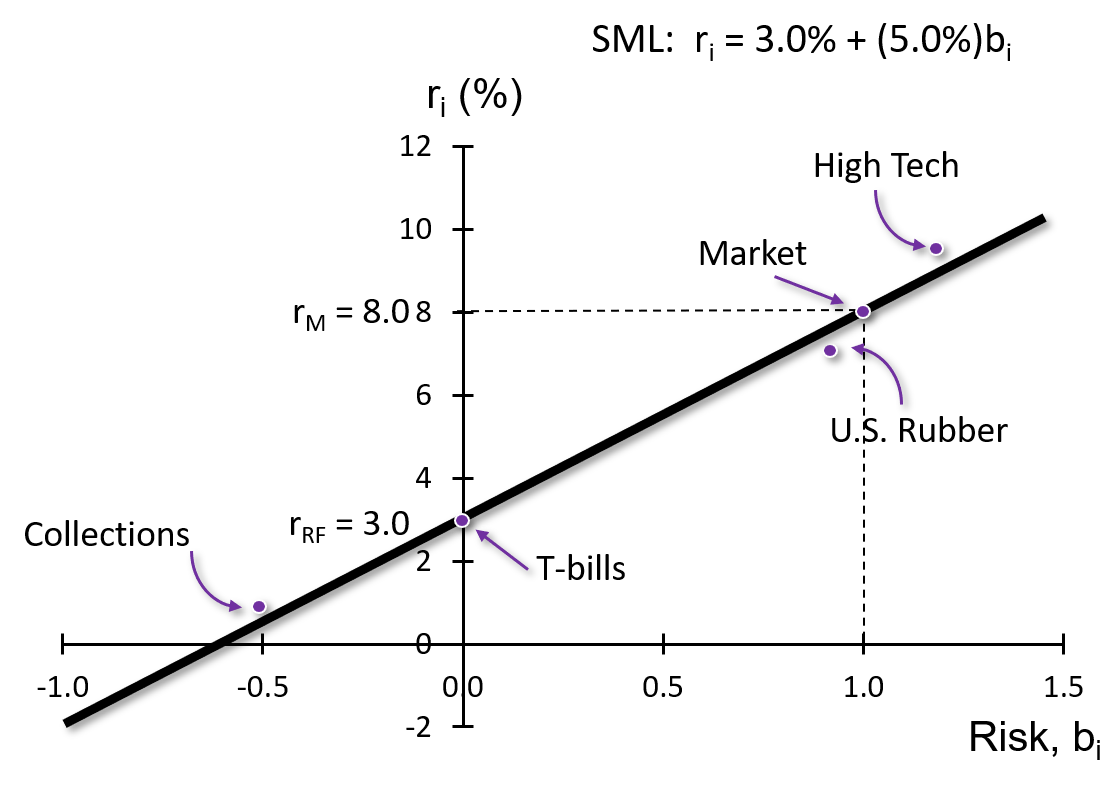 SML: rᵢ = 3.0% + (5.0%)bᵢ
rᵢ (%)
12
High Tech
10
Market
r_M = 8.0 8
6
U.S. Rubber
4
Collections
r_RF = 3.0
2
T-bills
0
-1.0 -0.5 0.0 0.5 1.0 1.5
-2
Risk, bᵢ